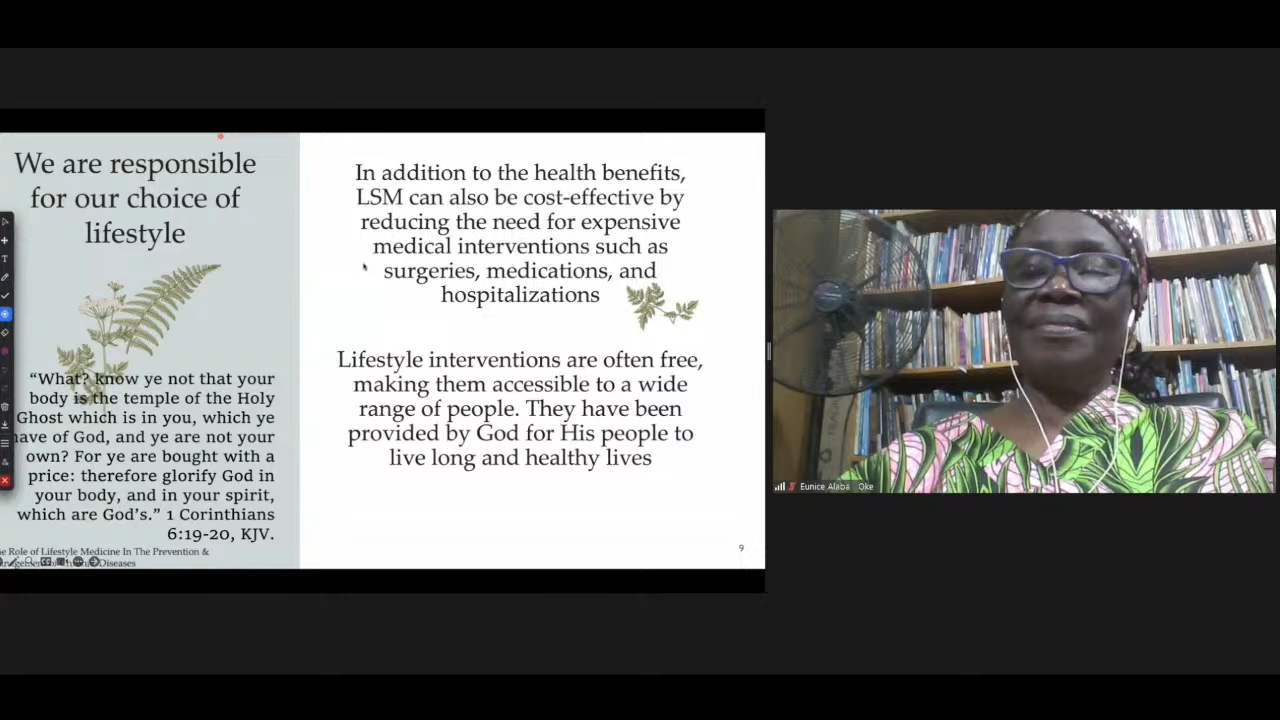 We are responsible
for our choice of
lifestyle
“What? know ye not that your
body is the temple of the Holy
Ghost which is in you, which ye
have of God, and ye are not your
own? For ye are bought with a
price: therefore glorify God in
your body, and in your spirit,
which are God's.” 1 Corinthians
6:19-20, KJV.
Role of Lifestyle Medicine In The Prevention &
Diseases
In addition to the health benefits,
LSM can also be cost-effective by
reducing the need for expensive
medical interventions such as
surgeries, medications, and
hospitalizations
Lifestyle interventions are often free,
making them accessible to a wide
range of people. They have been
provided by God for His people to
live long and healthy lives
9
Eunice Alaba Oke